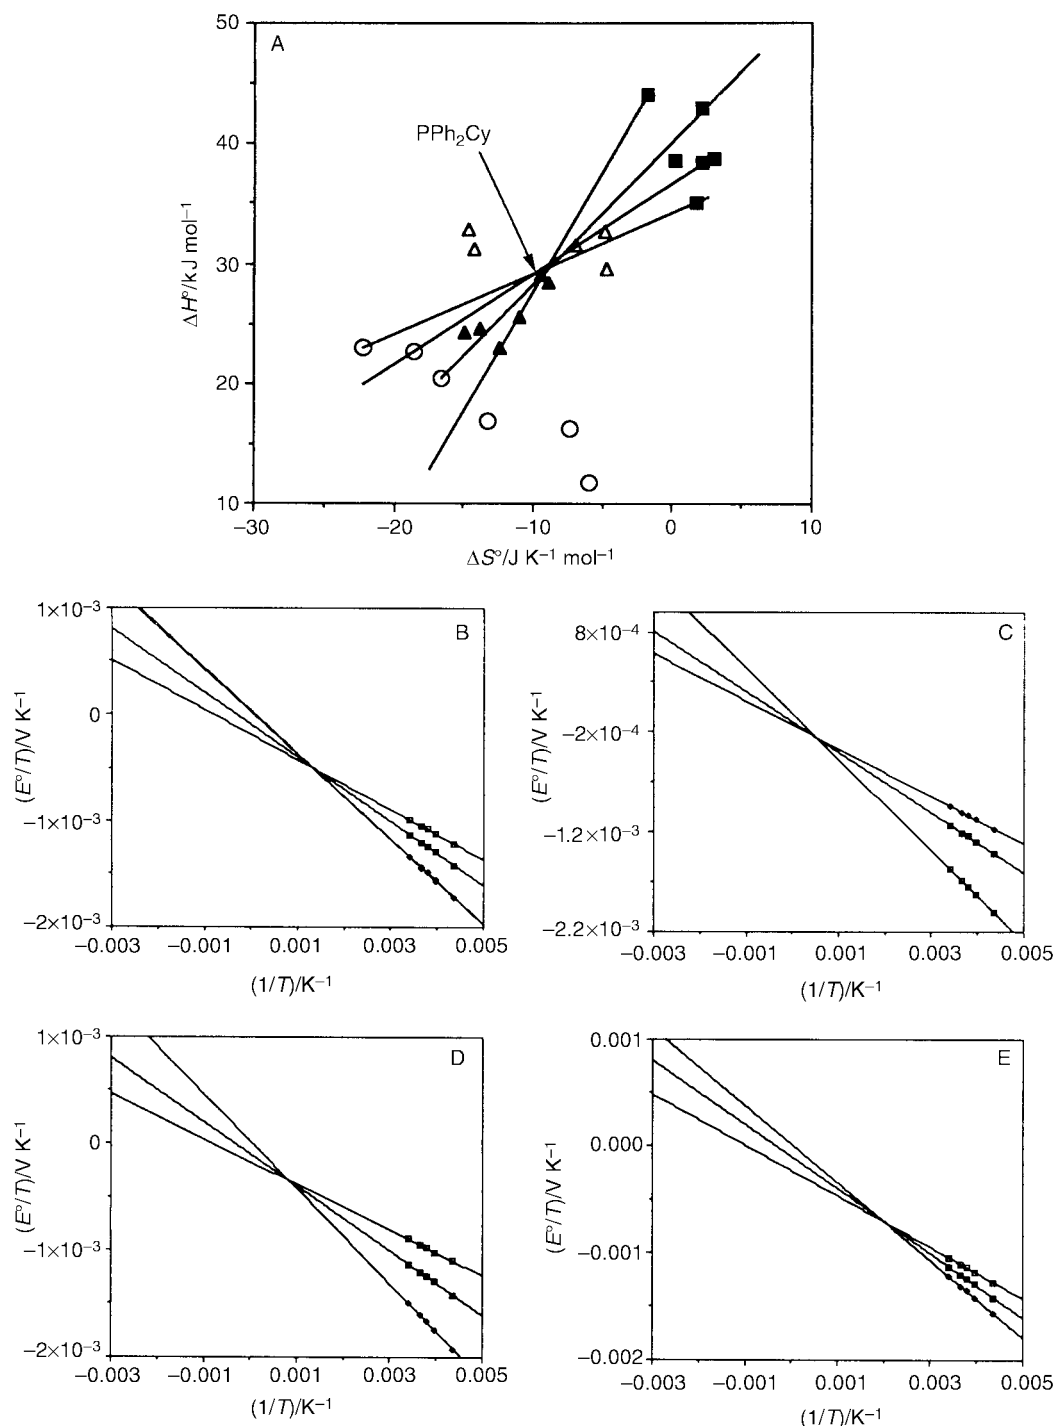 A
50
40
30
20
10
ΔH°/kJ mol⁻¹
PPh₂Cy
−30
−20
−10
0
10
ΔS°/J K⁻¹ mol⁻¹
B
1×10⁻³
0
−1×10⁻³
−2×10⁻³
(E°/T)/V K⁻¹
−0.003
−0.001
0.001
0.003
0.005
(1/T)/K⁻¹
C
8×10⁻⁴
−2×10⁻⁴
−1.2×10⁻³
−2.2×10⁻³
(E°/T)/V K⁻¹
−0.003
−0.001
0.001
0.003
0.005
(1/T)/K⁻¹
D
1×10⁻³
0
−1×10⁻³
−2×10⁻³
(E°/T)/V K⁻¹
−0.003
−0.001
0.001
0.003
0.005
(1/T)/K⁻¹
E
0.001
0.000
−0.001
−0.002
(E°/T)/V K⁻¹
−0.003
−0.001
0.001
0.003
0.005
(1/T)/K⁻¹